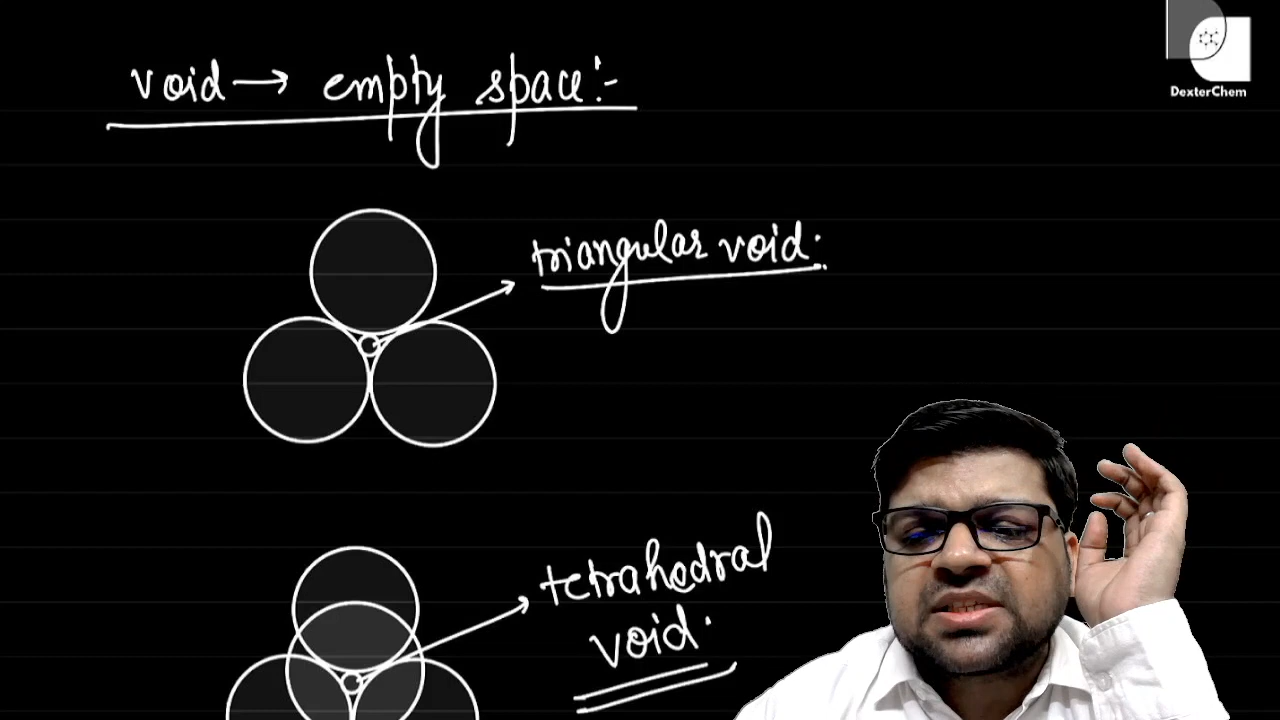 DexterChem
void → empty space:-
triangular void.
tetrahedral
void.